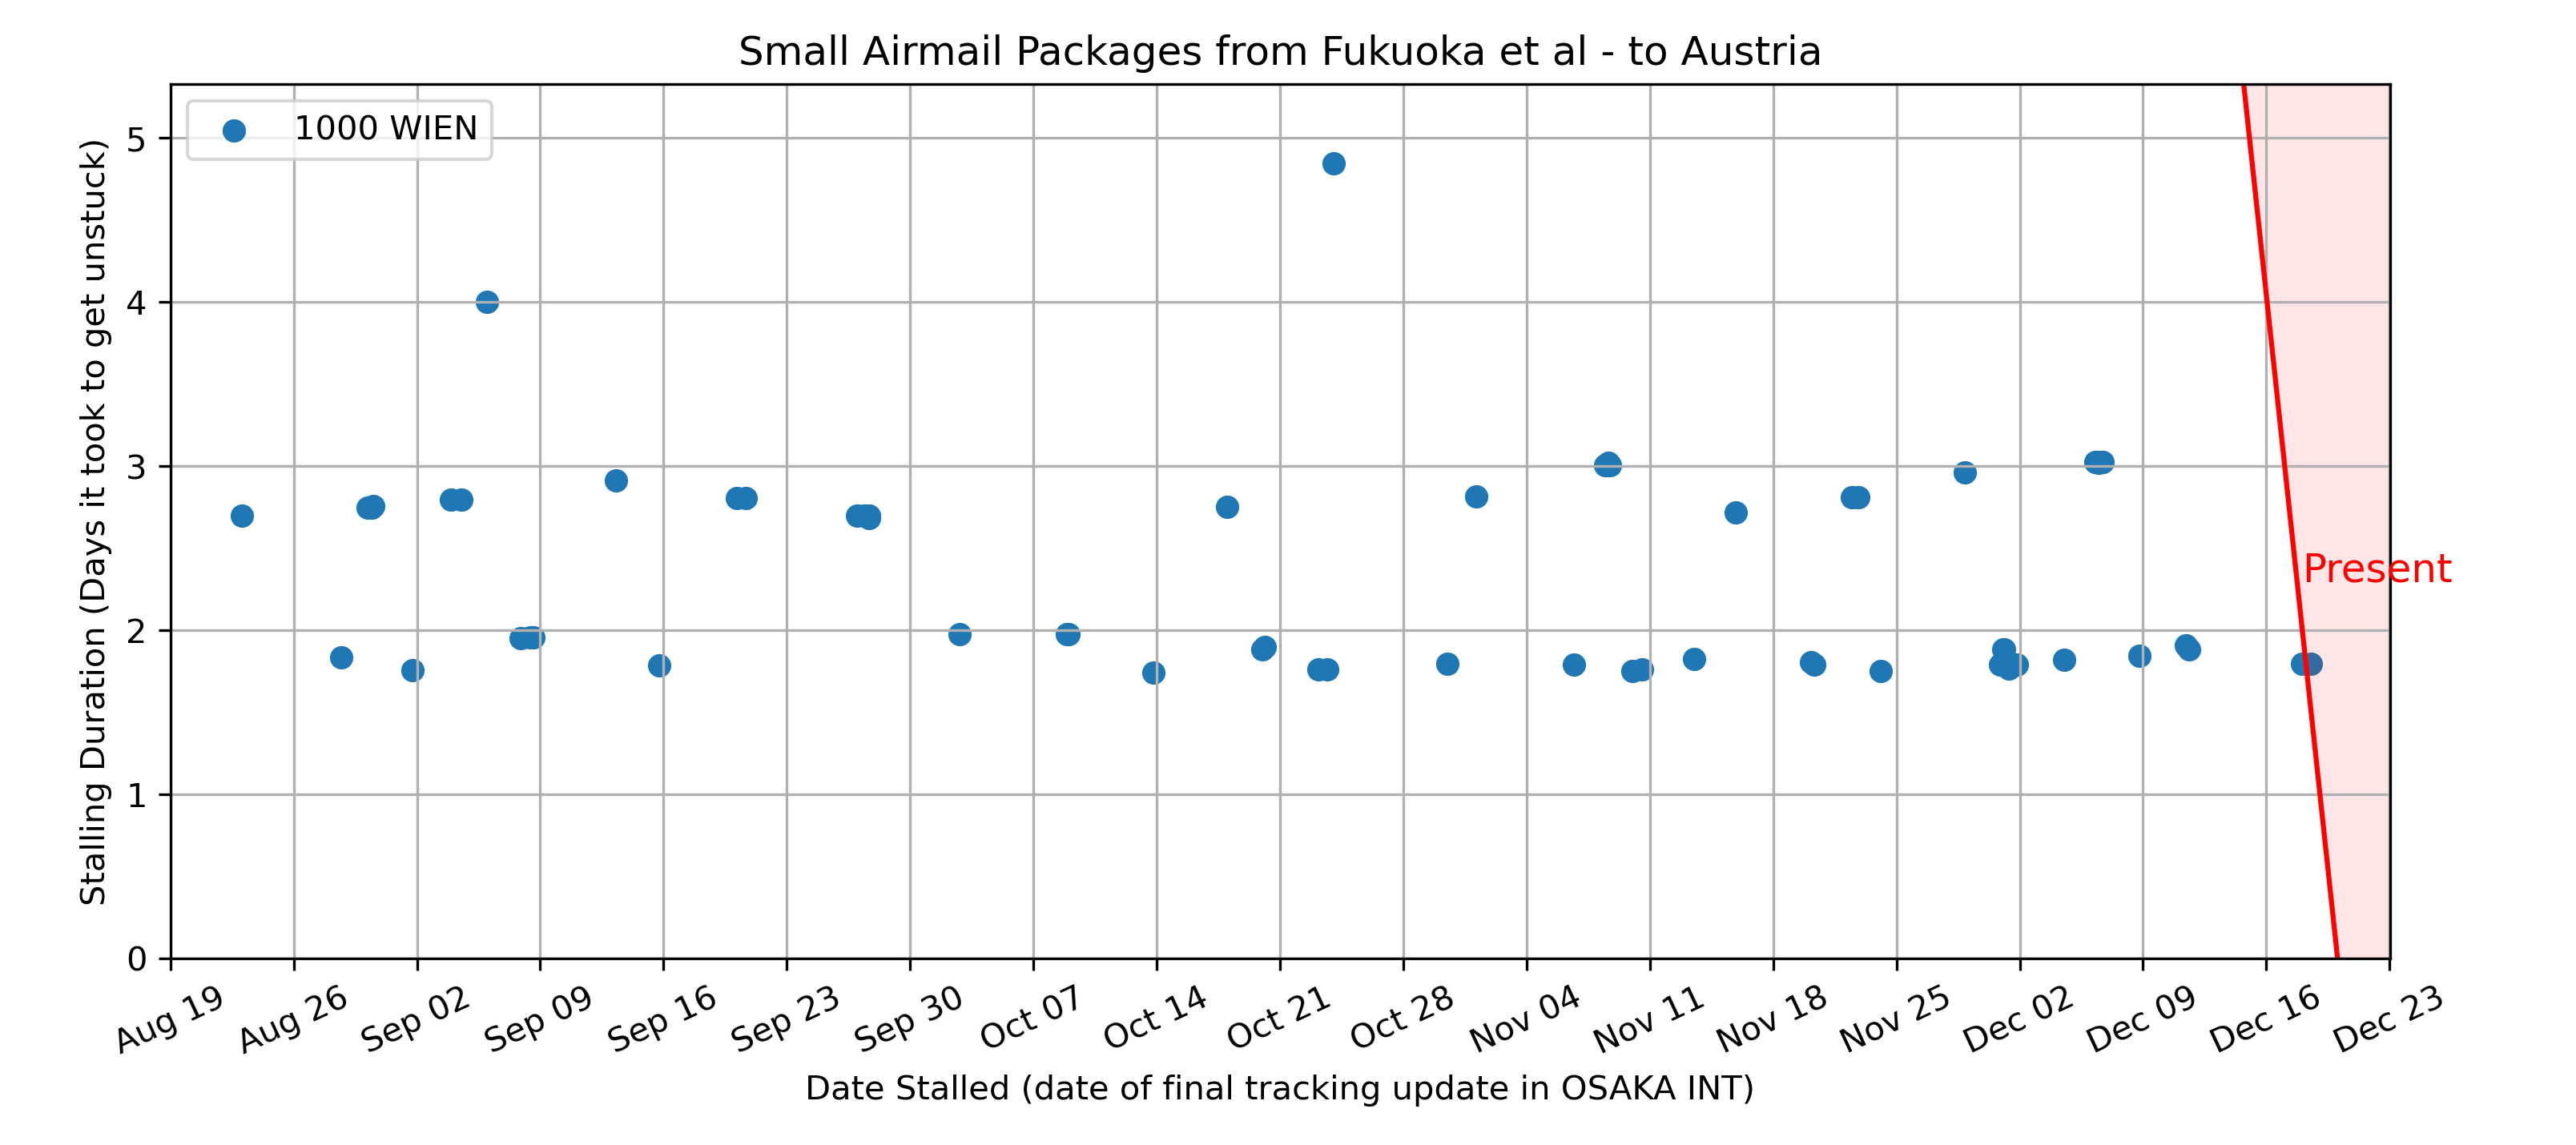 Small Airmail Packages from Fukuoka et al - to Austria
1000 WIEN
Stalling Duration (Days it took to get unstuck)
5
4
3
2
1
0
Present
Aug 19
Aug 26
Sep 02
Sep 09
Sep 16
Sep 23
Sep 30
Oct 07
Oct 14
Oct 21
Oct 28
Nov 04
Nov 11
Nov 18
Nov 25
Dec 02
Dec 09
Dec 16
Dec 23
Date Stalled (date of final tracking update in OSAKA INT)